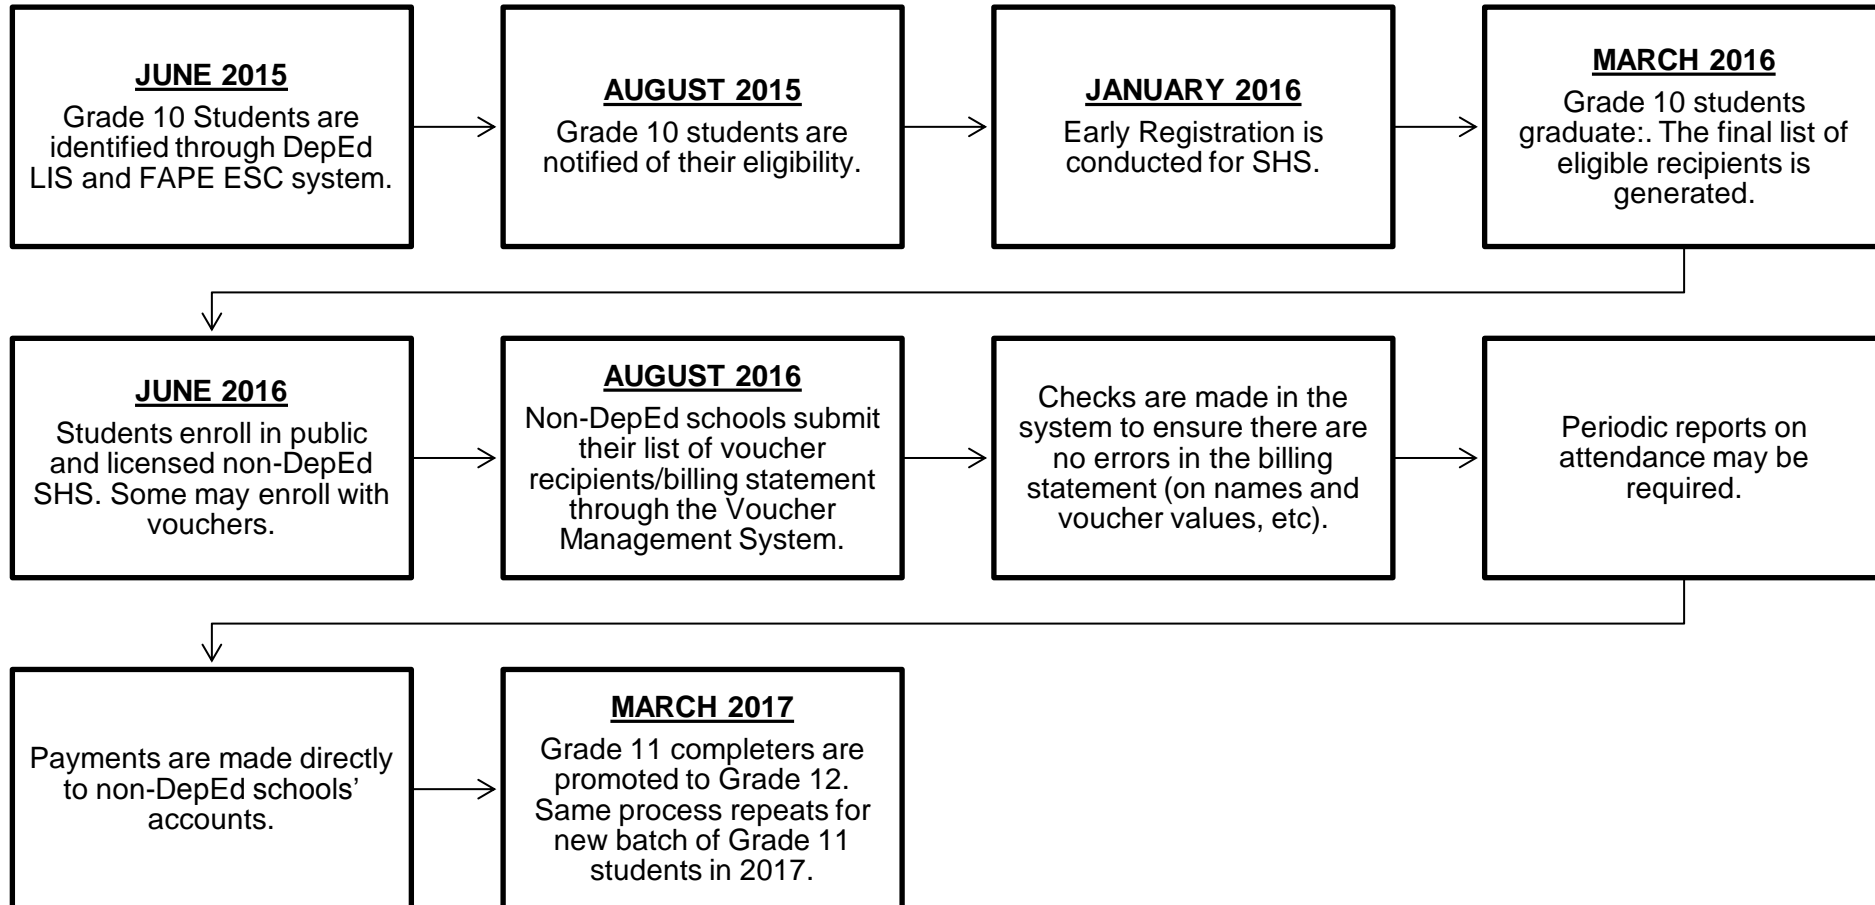 JUNE 2015
Grade 10 Students are
identified through DepEd
LIS and FAPE ESC system.
AUGUST 2015
Grade 10 students are
notified of their eligibility.
JANUARY 2016
Early Registration is
conducted for SHS.
MARCH 2016
Grade 10 students
graduate:. The final list of
eligible recipients is
generated.
JUNE 2016
Students enroll in public
and licensed non-DepEd
SHS. Some may enroll with
vouchers.
AUGUST 2016
Non-DepEd schools submit
their list of voucher
recipients/billing statement
through the Voucher
Management System.
Checks are made in the
system to ensure there are
no errors in the billing
statement (on names and
voucher values, etc).
Periodic reports on
attendance may be
required.
Payments are made directly
to non-DepEd schools’
accounts.
MARCH 2017
Grade 11 completers are
promoted to Grade 12.
Same process repeats for
new batch of Grade 11
students in 2017.